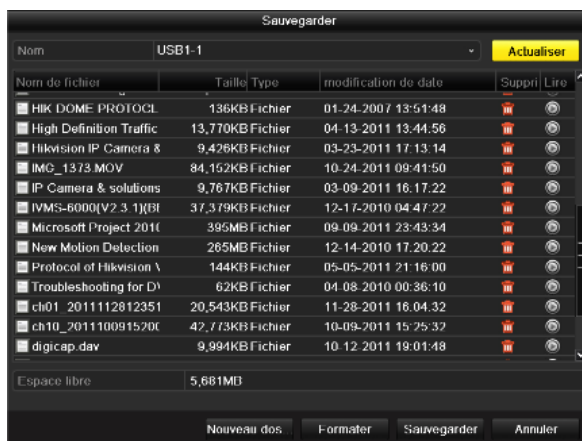 Sauvegarder
Nom USB1-1 Actualiser
Nom de fichier Taille Type modification de date Suppri Lire
HIK DOME PROTOCL 136KB Fichier 01-24-2007 13:51:48
High Definition Traffic 13,770KB Fichier 04-13-2011 13:44:56
Hikvision IP Camera & 9,426KB Fichier 03-23-2011 17:13:14
IMG_1373.MOV 84,152KB Fichier 10-24-2011 09:41:50
IP Camera & solutions 9,767KB Fichier 03-09-2011 16:17:22
IVMS-6000(V2.3.1)(BI 37,379KB Fichier 12-17-2010 04:47:22
Microsoft Project 201( 395MB Fichier 09-09-2011 23:43:34
New Motion Detection 265MB Fichier 12-14-2010 17:20:22
Protocol of Hikvision \ 144KB Fichier 05-05-2011 21:16:00
Troubleshooting for D\ 62KB Fichier 04-08-2010 00:36:10
ch01_2011112812351 20,543KB Fichier 11-28-2011 16:04:32
ch10_201110091520( 42,773KB Fichier 10-09-2011 15:25:32
digicap.dav 9,994KB Fichier 10-12-2011 19:01:48
Espace libre 5,681MB
Nouveau dos... Formater Sauvegarder Annuler